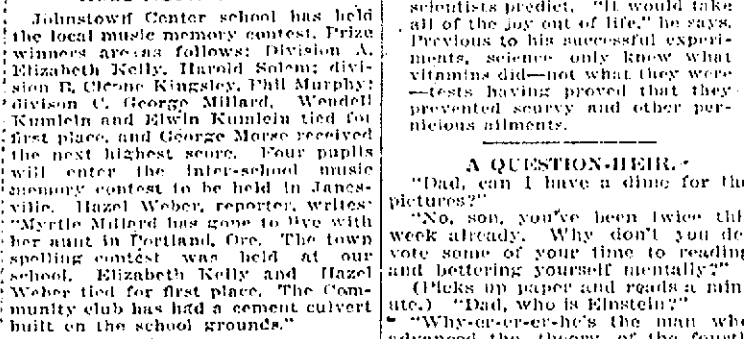 Johnstown Center school has held
the local music memory contest. Prize
winners are as follows: Division A,
Elizabeth Kelly, Harold Solem; divi-
sion B, Cleone Kingsley, Phil Murphy;
divison C. George Millard, Wendell
Kumlein and Elwin Kumlein tied for
first place, and George Morse received
the next highest score. Four pupils
will enter the inter-school music
memory contest to be held in Janes-
ville. Hazel Weber, reporter, writes:
"Myrtle Millard has gone to live with
her aunt in Portland, Ore. The town
spelling contest was held at our
school. Elizabeth Kelly and Hazel
Weber tied for first place. The Com-
munity club has had a cement culvert
built on the school grounds."
scientists predict. "It would take
all of the joy out of life," he says.
Previous to his successful experi-
ments, science only knew what
vitamins did—not what they were
—tests having proved that they
prevented scurvy and other per-
nicious ailments.
A QUESTION-HEIR.
"Dad, can I have a dime for the
pictures?"
"No, son, you've been twice this
week already. Why don't you de-
vote some of your time to reading
and bettering yourself mentally?"
(Picks up paper and reads a min-
ute.) "Dad, who is Einstein?"
"Why-er-er-er-he's the man who
advanced the theory of the fourth